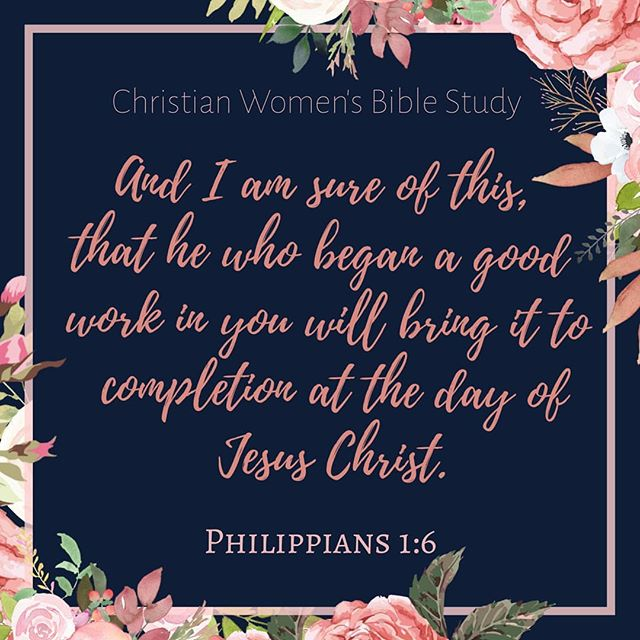 Christian Women's Bible Study
And I am sure of this,
that he who began a good
work in you will bring it to
completion at the day of
Jesus Christ.
Philippians 1:6